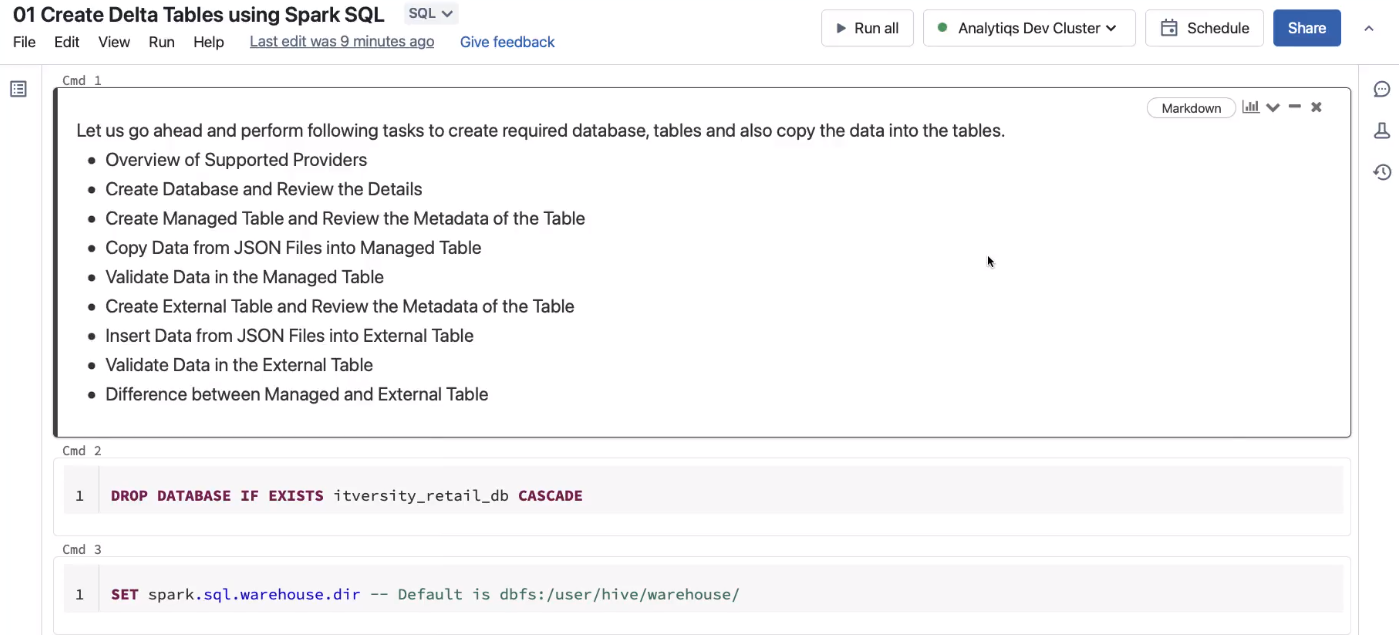 01 Create Delta Tables using Spark SQL SQL
Run all Analytiqs Dev Cluster Schedule Share
File Edit View Run Help Last edit was 9 minutes ago Give feedback
Cmd 1
Markdown
Let us go ahead and perform following tasks to create required database, tables and also copy the data into the tables.
• Overview of Supported Providers
• Create Database and Review the Details
• Create Managed Table and Review the Metadata of the Table
• Copy Data from JSON Files into Managed Table
• Validate Data in the Managed Table
• Create External Table and Review the Metadata of the Table
• Insert Data from JSON Files into External Table
• Validate Data in the External Table
• Difference between Managed and External Table
Cmd 2
1 DROP DATABASE IF EXISTS itversity_retail_db CASCADE
Cmd 3
1 SET spark.sql.warehouse.dir -- Default is dbfs:/user/hive/warehouse/